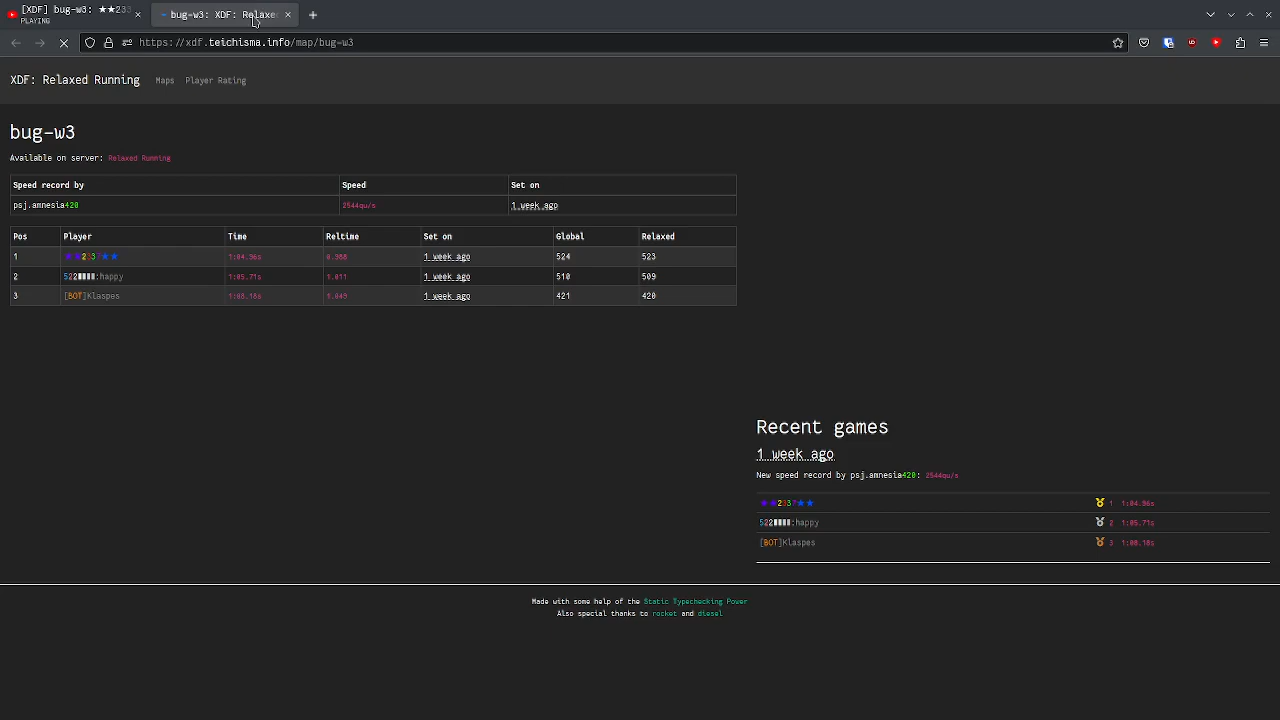 [XDF] bug-w3: ★★233
PLAYING
bug-w3: XDF: Relaxe
https://xdf.teichisma.info/map/bug-w3
XDF: Relaxed Running Maps Player Rating
bug-w3
Available on server: Relaxed Running
Speed record by Speed Set on
psj.amnesia420 2544qu/s 1 week ago
Pos Player Time Reltime Set on Global Relaxed
1 1:04.96s 1 week ago 524 523
2 :happy 1:05.71s 1.011 1 week ago 510 509
3 [BOT]Klaspes 1:08.18s 1.049 1 week ago 421 420
Recent games
1 week ago
New speed record by psj.amnesia420: 2544qu/s
1 1:04.96s
:happy 2 1:05.71s
[BOT]Klaspes 3 1:08.18s
Made with some help of the Static Typechecking Power
Also special thanks to rocket and diesel